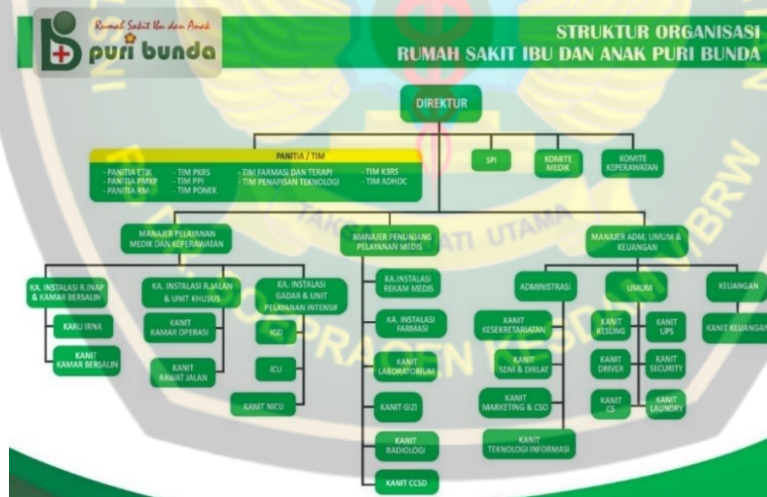 Rumah Sakit Ibu dan Anak
puri bunda
STRUKTUR ORGANISASI
RUMAH SAKIT IBU DAN ANAK PURI BUNDA
DIREKTUR
PANITIA / TIM
- PANITIA ETIK
- PANITIA PMKP
- PANITIA RM
- TIM PKRS
- TIM PPI
- TIM PONEK
- TIM FARMASI DAN TERAPI
- TIM PENAPISAN TEKNOLOGI
- TIM K3RS
- TIM ADHOC
SPI
KOMITE
MEDIK
KOMITE
KEPERAWATAN
MANAJER PELAYANAN
MEDIK DAN KEPERAWATAN
MANAJER PENUNJANG
PELAYANAN MEDIS
MANAJER ADM, UMUM &
KEUANGAN
KA. INSTALASI R.INAP
& KAMAR BERSALIN
KARU IRNA
KANIT
KAMAR BERSALIN
KA. INSTALASI R.JALAN
& UNIT KHUSUS
KANIT
KAMAR OPERASI
KANIT
RAWAT JALAN
KA. INSTALASI
GADAR & UNIT
PELAYANAN INTENSIF
IGD
ICU
KANIT NICU
KA.INSTALASI
REKAM MEDIS
KA. INSTALASI
FARMASI
KANIT
LABORATORIUM
KANIT GIZI
KANIT
RADIOLOGI
KANIT CCSD
ADMINISTRASI
KANIT
KESEKRETARIATAN
KANIT
SDM & DIKLAT
KANIT
MARKETING & CSO
KANIT
TEKNOLOGI INFORMASI
UMUM
KANIT
KESLING
KANIT
UPS
KANIT
DRIVER
KANIT
SECURITY
KANIT
CS
KANIT
LAUNDRY
KEUANGAN
KANIT KEUANGAN